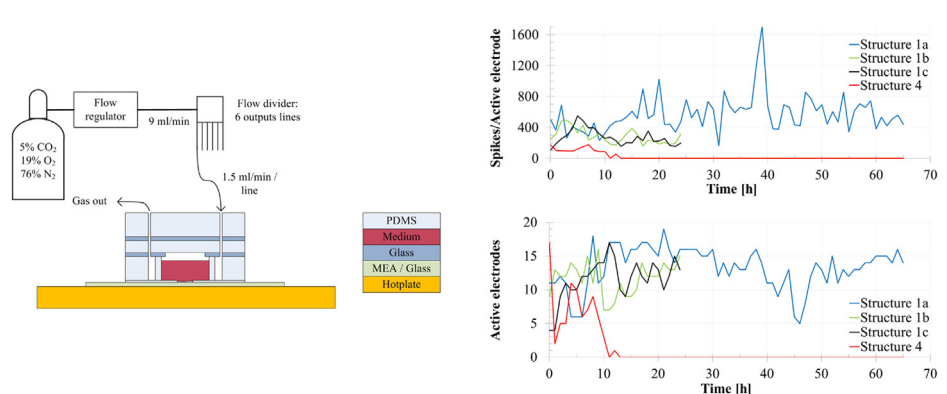 Flow
regulator
9 ml/min
Flow divider:
6 outputs lines
5% CO2
19% O2
76% N2
1.5 ml/min /
line
Gas out
PDMS
Medium
Glass
MEA / Glass
Hotplate
Spikes/Active electrode
1600
1200
800
400
0
Structure 1a
Structure 1b
Structure 1c
Structure 4
0 10 20 30 40 50 60 70
Time [h]
Active electrodes
20
15
10
5
0
Structure 1a
Structure 1b
Structure 1c
Structure 4
0 10 20 30 40 50 60 70
Time [h]